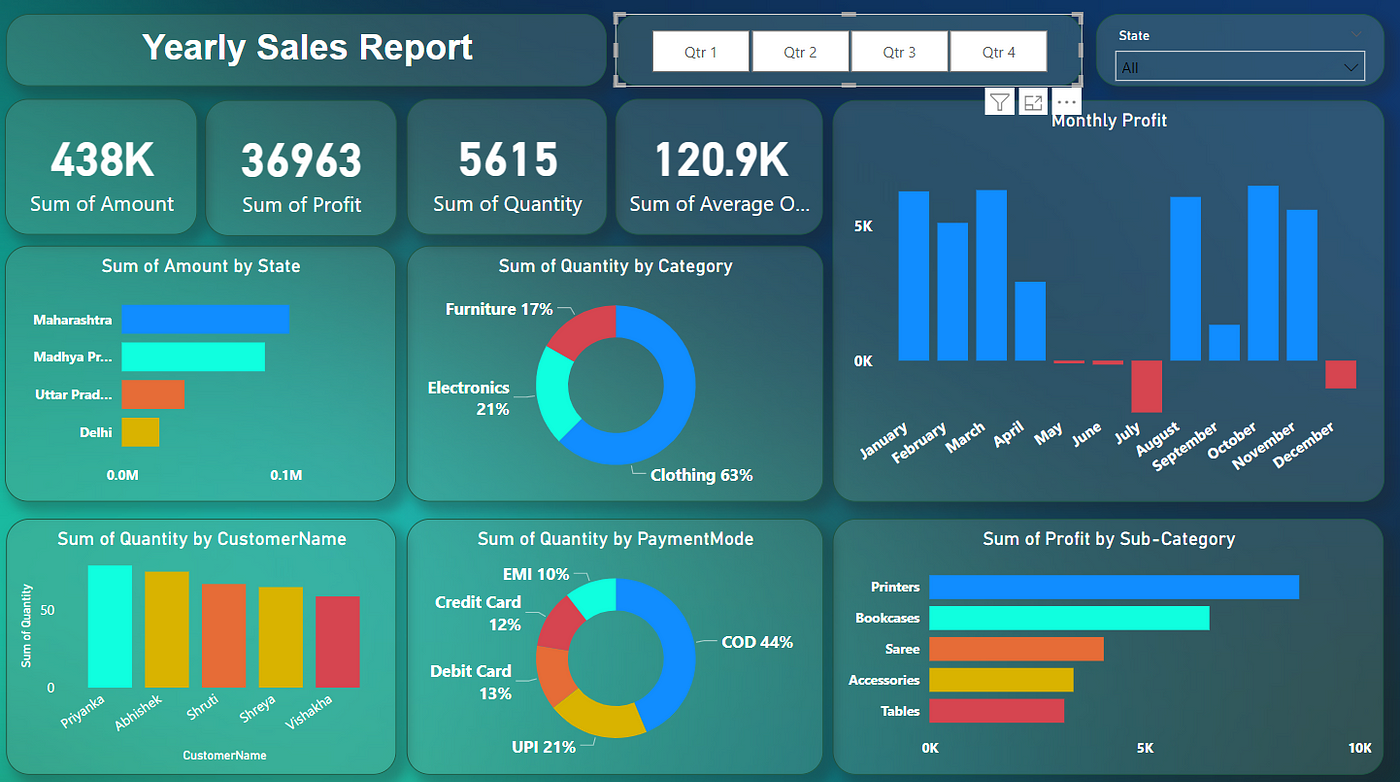 Yearly Sales Report
Qtr 1
Qtr 2
Qtr 3
Qtr 4
State
All
438K
Sum of Amount
36963
Sum of Profit
5615
Sum of Quantity
120.9K
Sum of Average O...
Monthly Profit
5K
0K
January
February
March
April
May
June
July
August
September
October
November
December
Sum of Amount by State
Maharashtra
Madhya Pr...
Uttar Prad...
Delhi
0.0M
0.1M
Sum of Quantity by Category
Furniture 17%
Electronics
21%
Clothing 63%
Sum of Quantity by CustomerName
Sum of Quantity
50
0
Priyanka
Abhishek
Shruti
Shreya
Vishakha
CustomerName
Sum of Quantity by PaymentMode
EMI 10%
Credit Card
12%
Debit Card
13%
UPI 21%
COD 44%
Sum of Profit by Sub-Category
Printers
Bookcases
Saree
Accessories
Tables
0K
5K
10K